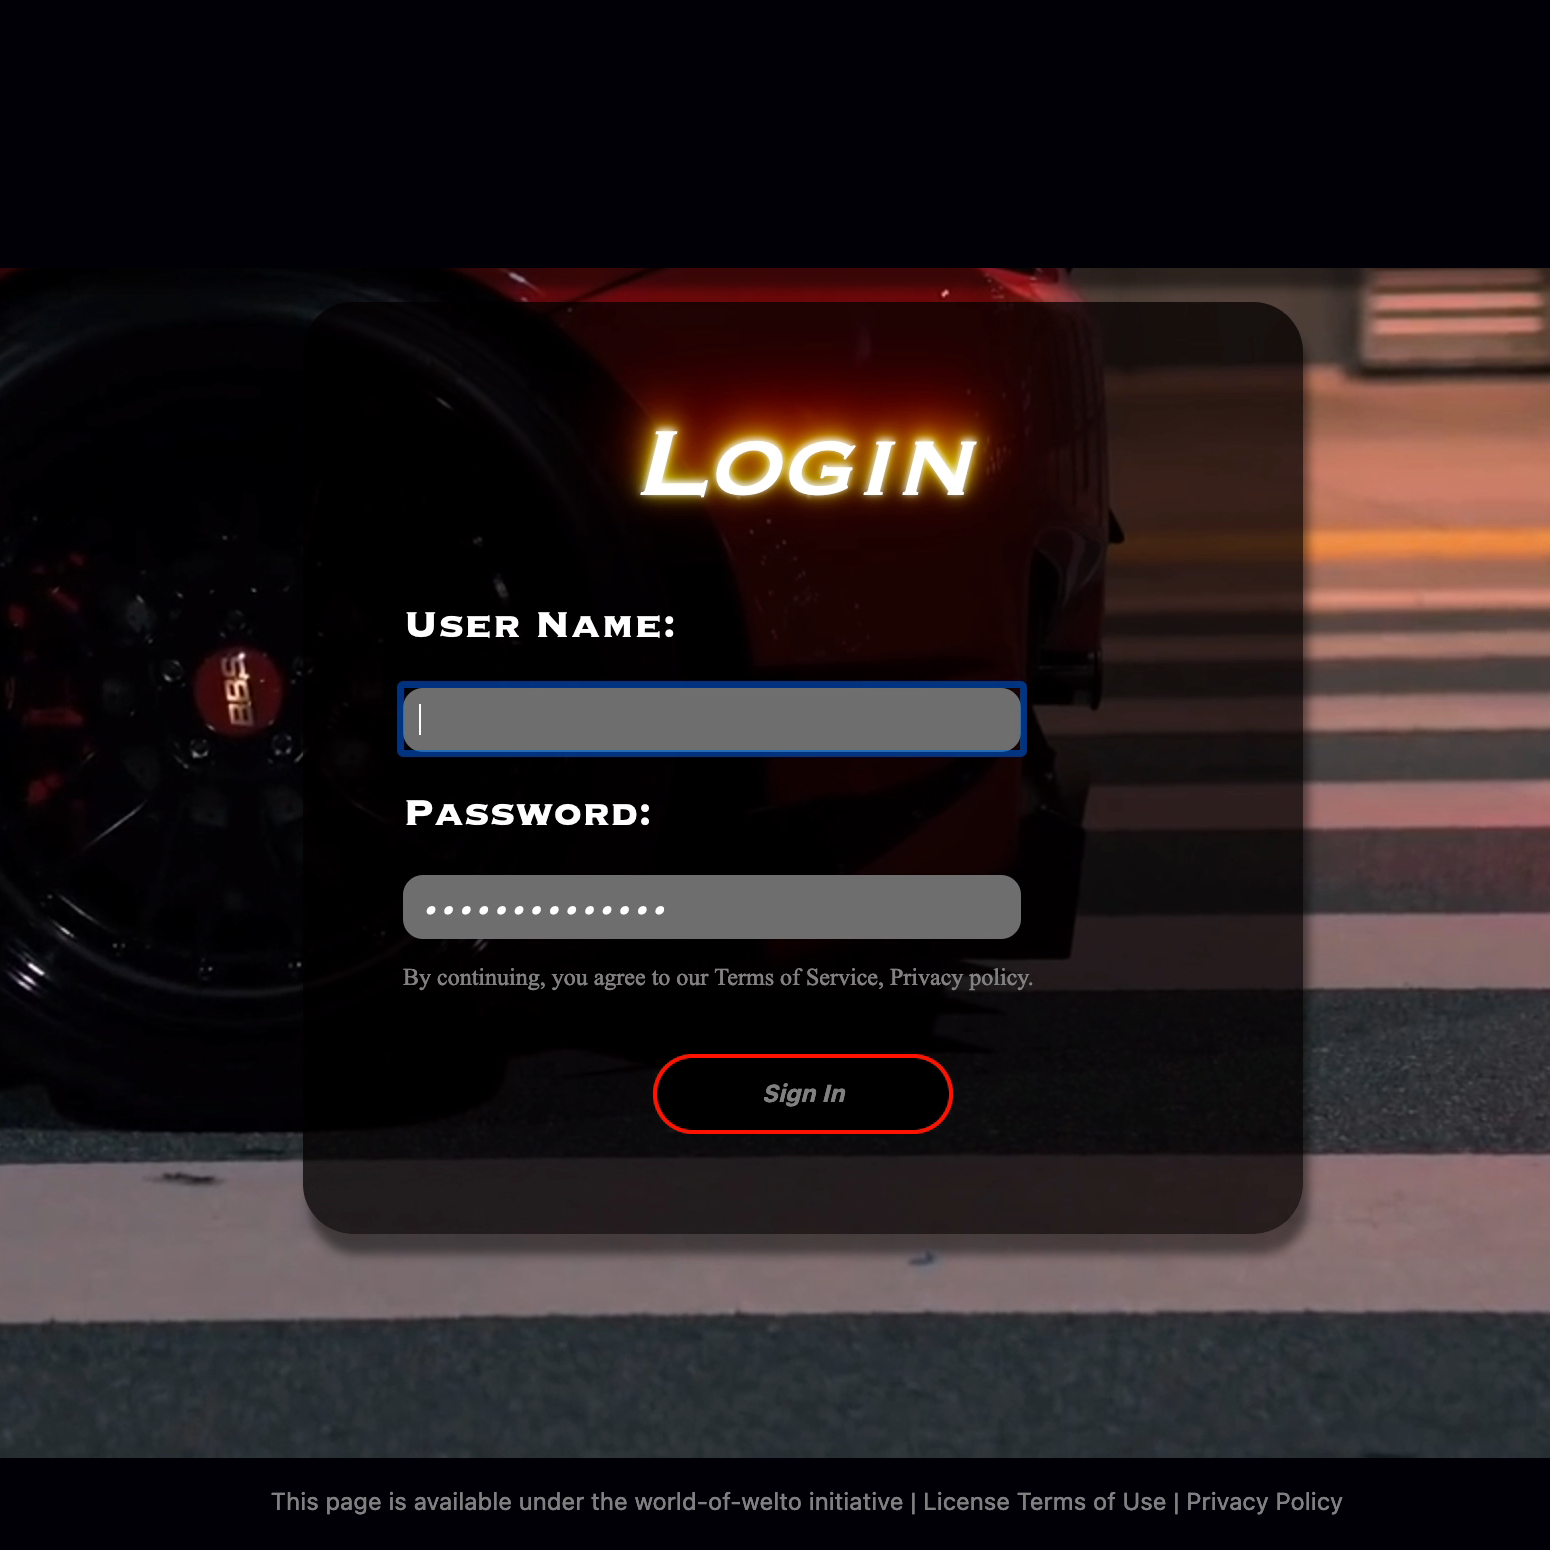 Login
User Name:
BBS
Password:
••••••••••••••
By continuing, you agree to our Terms of Service, Privacy policy.
Sign In
This page is available under the world-of-welto initiative | License Terms of Use | Privacy Policy